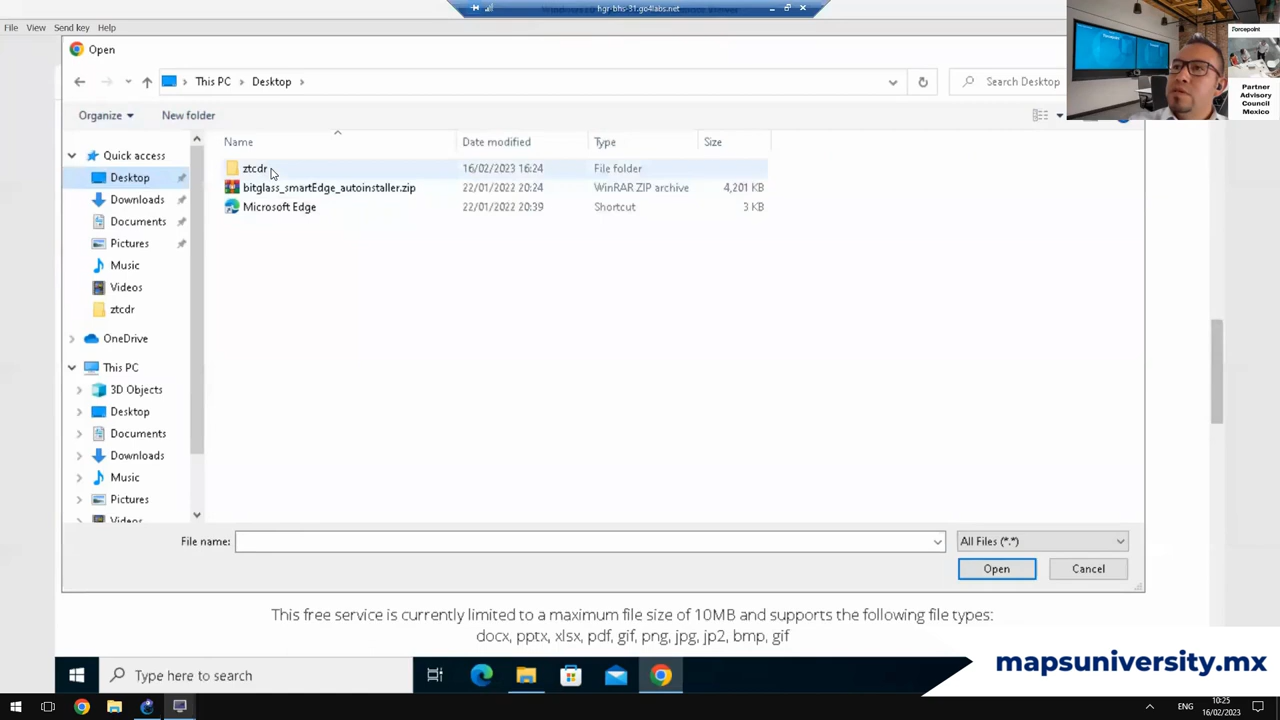 hgr-bhs-31.go4labs.net
File View Send key Help
Open
Forcepoint
Partner
Advisory
Council
Mexico
This PC > Desktop >
Search Desktop
Organize
New folder
Name Date modified Type Size
Quick access
Desktop
Downloads
Documents
Pictures
Music
Videos
ztcdr
OneDrive
This PC
3D Objects
Desktop
Documents
Downloads
Music
Pictures
Videos
ztcdr 16/02/2023 16:24 File folder
bitglass_smartEdge_autoinstaller.zip 22/01/2022 20:24 WinRAR ZIP archive 4,201 KB
Microsoft Edge 22/01/2022 20:39 Shortcut 3 KB
File name:
All Files (*.*)
Open
Cancel
This free service is currently limited to a maximum file size of 10MB and supports the following file types:
docx, pptx, xlsx, pdf, gif, png, jpg, jp2, bmp, gif
mapsuniversity.mx
Type here to search
ENG
10:25
16/02/2023